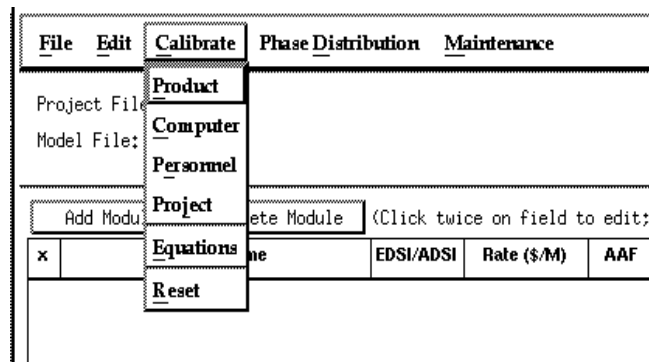 File Edit Calibrate Phase Distribution Maintenance
Product
Project File
Computer
Model File:
Personnel
Project
Add Modu ete Module (Click twice on field to edit;
Equations
x me EDSI/ADSI Rate ($/M) AAF
Reset